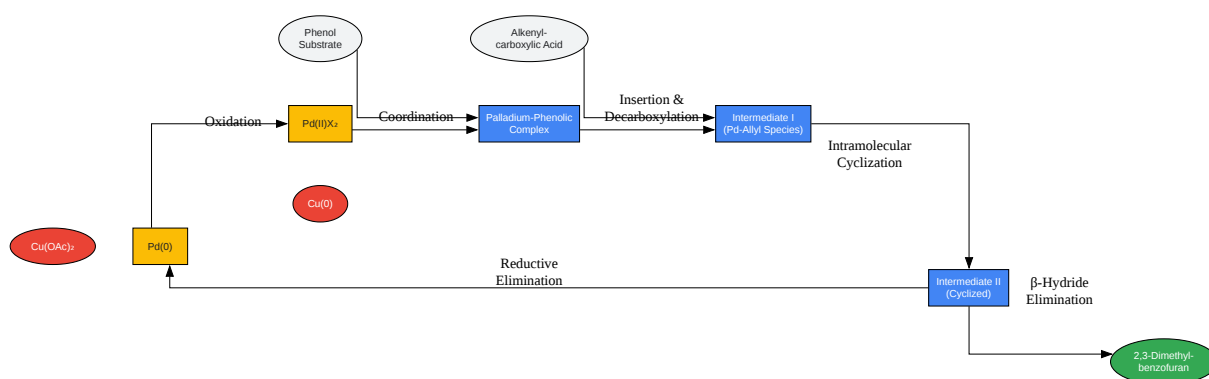 Phenol
Substrate
Alkenyl-
carboxylic Acid
Oxidation
Pd(II)X₂
Coordination
Palladium-Phenolic
Complex
Insertion &
Decarboxylation
Intermediate I
(Pd-Allyl Species)
Intramolecular
Cyclization
Cu(0)
Cu(OAc)₂
Pd(0)
Reductive
Elimination
Intermediate II
(Cyclized)
β-Hydride
Elimination
2,3-Dimethyl-
benzofuran